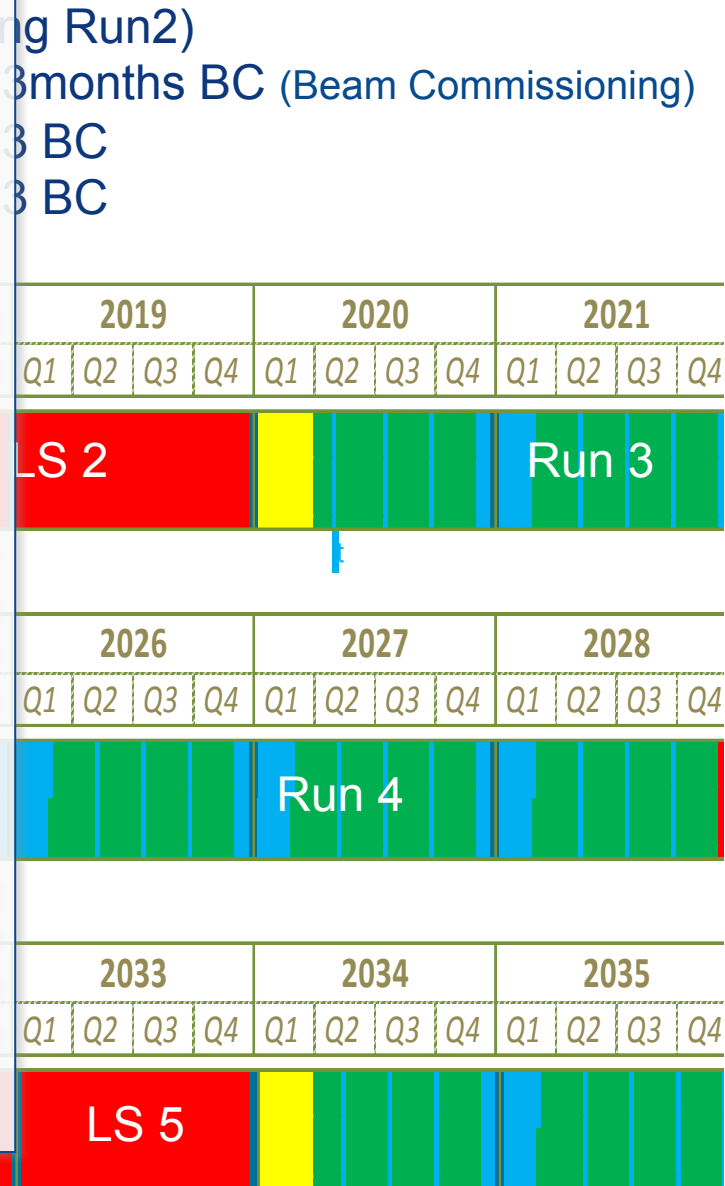 ng Run2)
3months BC (Beam Commissioning)
3 BC
3 BC
2019 2020 2021
Q1 Q2 Q3 Q4 Q1 Q2 Q3 Q4 Q1 Q2 Q3 Q4
LS 2 Run 3
t
2026 2027 2028
Q1 Q2 Q3 Q4 Q1 Q2 Q3 Q4 Q1 Q2 Q3 Q4
Run 4
2033 2034 2035
Q1 Q2 Q3 Q4 Q1 Q2 Q3 Q4 Q1 Q2 Q3 Q4
LS 5